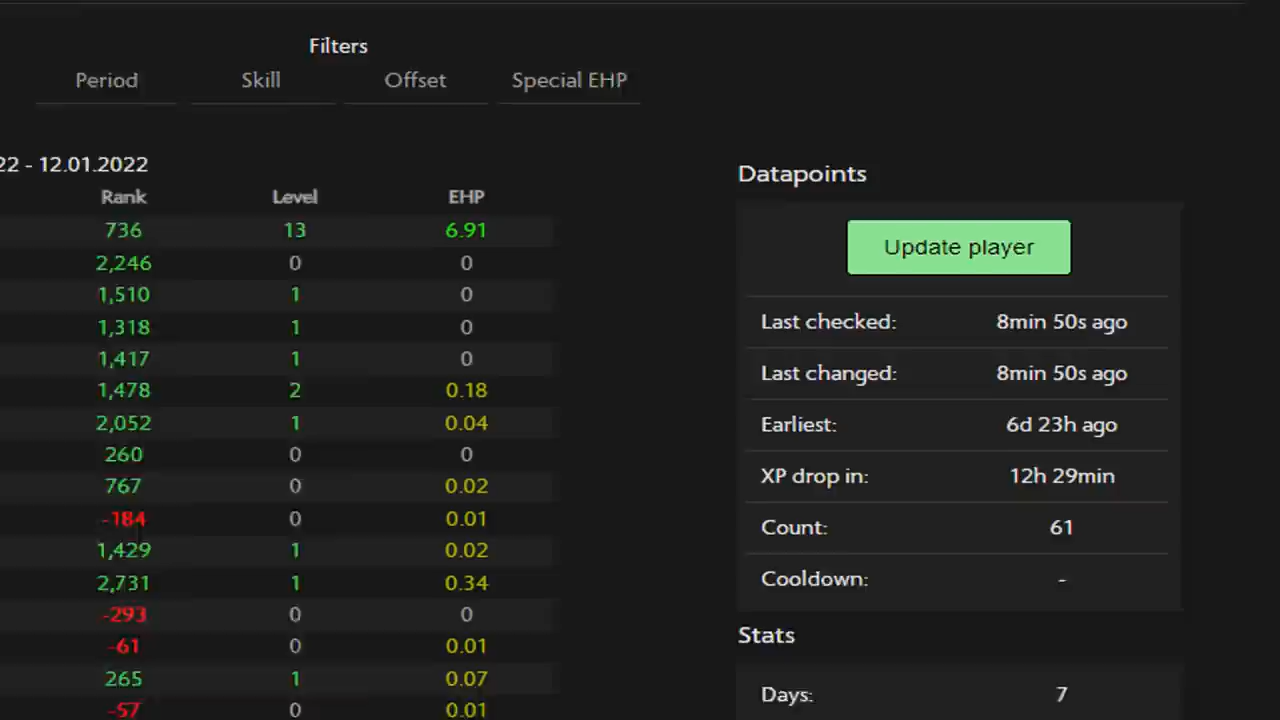 Filters
Period Skill Offset Special EHP
22 - 12.01.2022
Rank Level EHP
736 13 6.91
2,246 0 0
1,510 1 0
1,318 1 0
1,417 1 0
1,478 2 0.18
2,052 1 0.04
260 0 0
767 0 0.02
-184 0 0.01
1,429 1 0.02
2,731 1 0.34
-293 0 0
-61 0 0.01
265 1 0.07
-57 0 0.01
Datapoints
Update player
Last checked: 8min 50s ago
Last changed: 8min 50s ago
Earliest: 6d 23h ago
XP drop in: 12h 29min
Count: 61
Cooldown: -
Stats
Days: 7